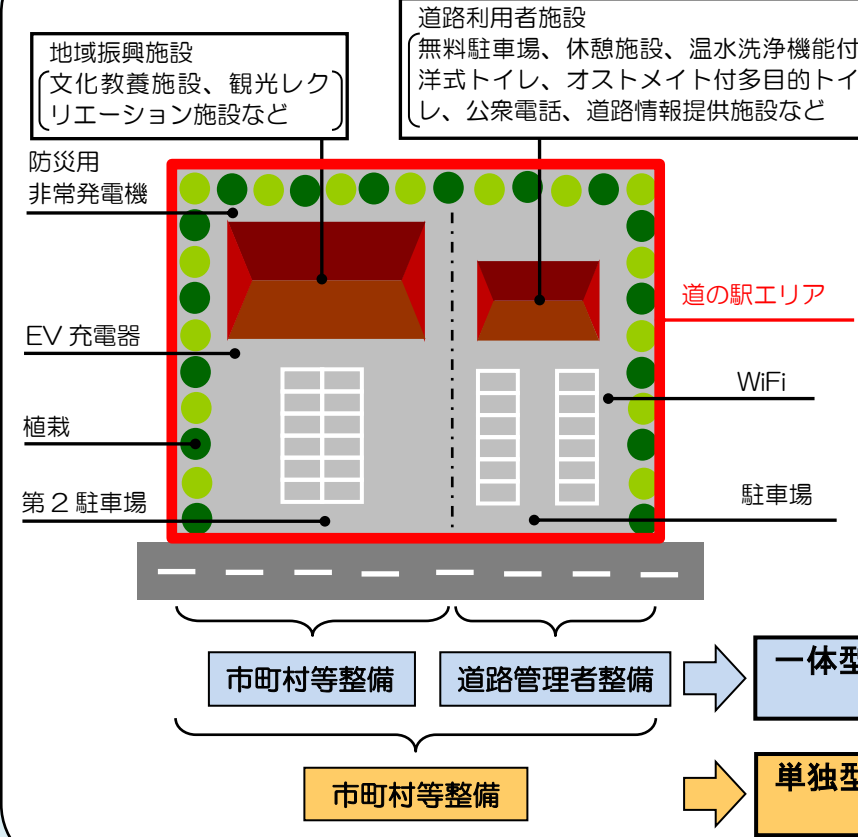 地域振興施設
文化教養施設、観光レク
リエーション施設など
道路利用者施設
無料駐車場、休憩施設、温水洗浄機能付
洋式トイレ、オストメイト付多目的トイ
レ、公衆電話、道路情報提供施設など
防災用
非常発電機
道の駅エリア
EV 充電器
WiFi
植栽
第2駐車場
駐車場
市町村等整備
道路管理者整備
一体型
市町村等整備
単独型